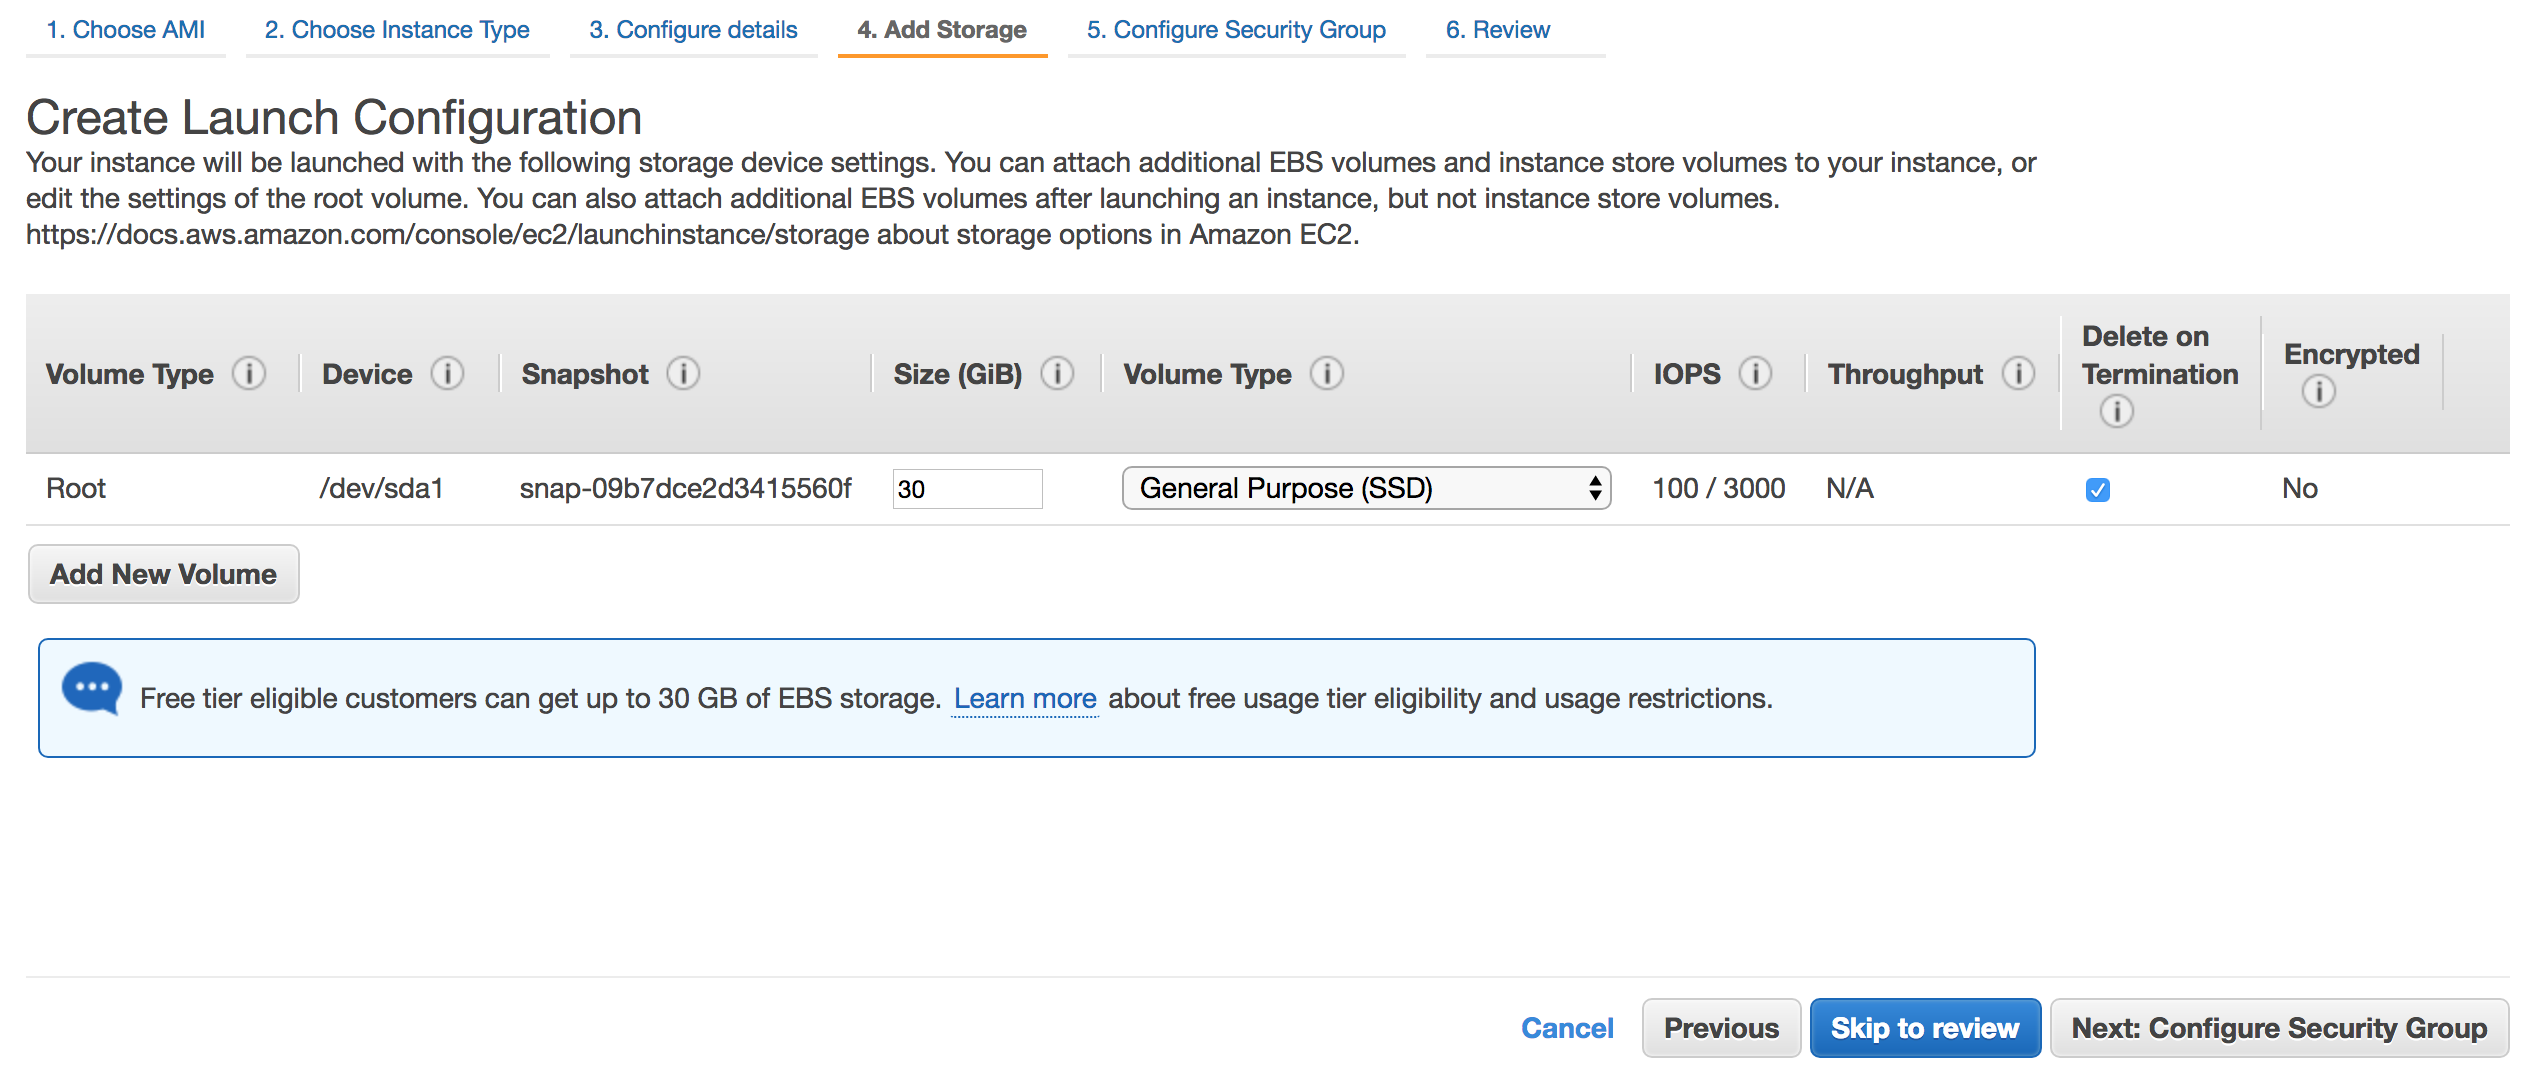 1. Choose AMI 2. Choose Instance Type 3. Configure details 4. Add Storage 5. Configure Security Group 6. Review
Create Launch Configuration
Your instance will be launched with the following storage device settings. You can attach additional EBS volumes and instance store volumes to your instance, or
edit the settings of the root volume. You can also attach additional EBS volumes after launching an instance, but not instance store volumes.
https://docs.aws.amazon.com/console/ec2/launchinstance/storage about storage options in Amazon EC2.
Volume Type i Device i Snapshot i Size (GiB) i Volume Type i IOPS i Throughput i Delete on Termination i Encrypted i
Root /dev/sda1 snap-09b7dce2d3415560f 30 General Purpose (SSD) 100 / 3000 N/A No
Add New Volume
Free tier eligible customers can get up to 30 GB of EBS storage. Learn more about free usage tier eligibility and usage restrictions.
Cancel Previous Skip to review Next: Configure Security Group